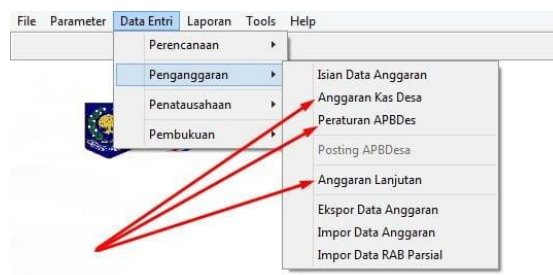 File Parameter Data Entri Laporan Tools Help
Perencanaan
Penganggaran
Penatausahaan
Pembukuan
Isian Data Anggaran
Anggaran Kas Desa
Peraturan APBDes
Posting APBDesa
Anggaran Lanjutan
Ekspor Data Anggaran
Impor Data Anggaran
Impor Data RAB Parsial